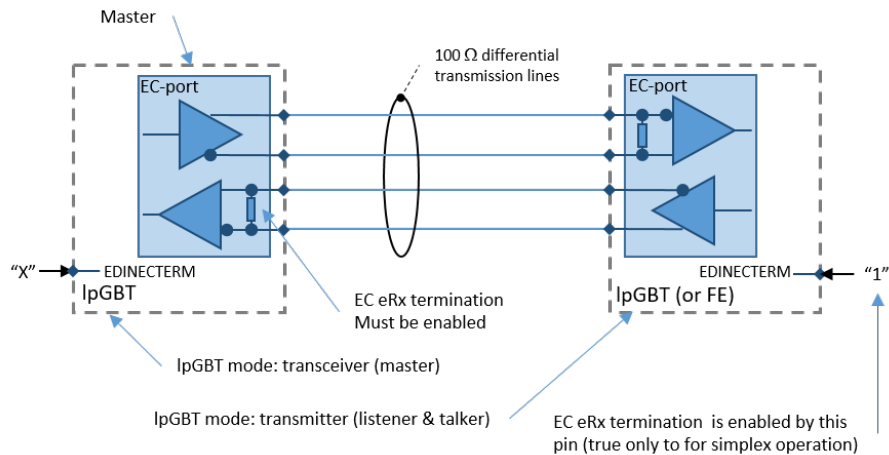 Master
100 Ω differential
transmission lines
EC-port
EC-port
"X"
EDINECTERM
lpGBT
EDINECTERM
"1"
lpGBT (or FE)
EC eRx termination
Must be enabled
lpGBT mode: transceiver (master)
lpGBT mode: transmitter (listener & talker)
EC eRx termination is enabled by this
pin (true only to for simplex operation)